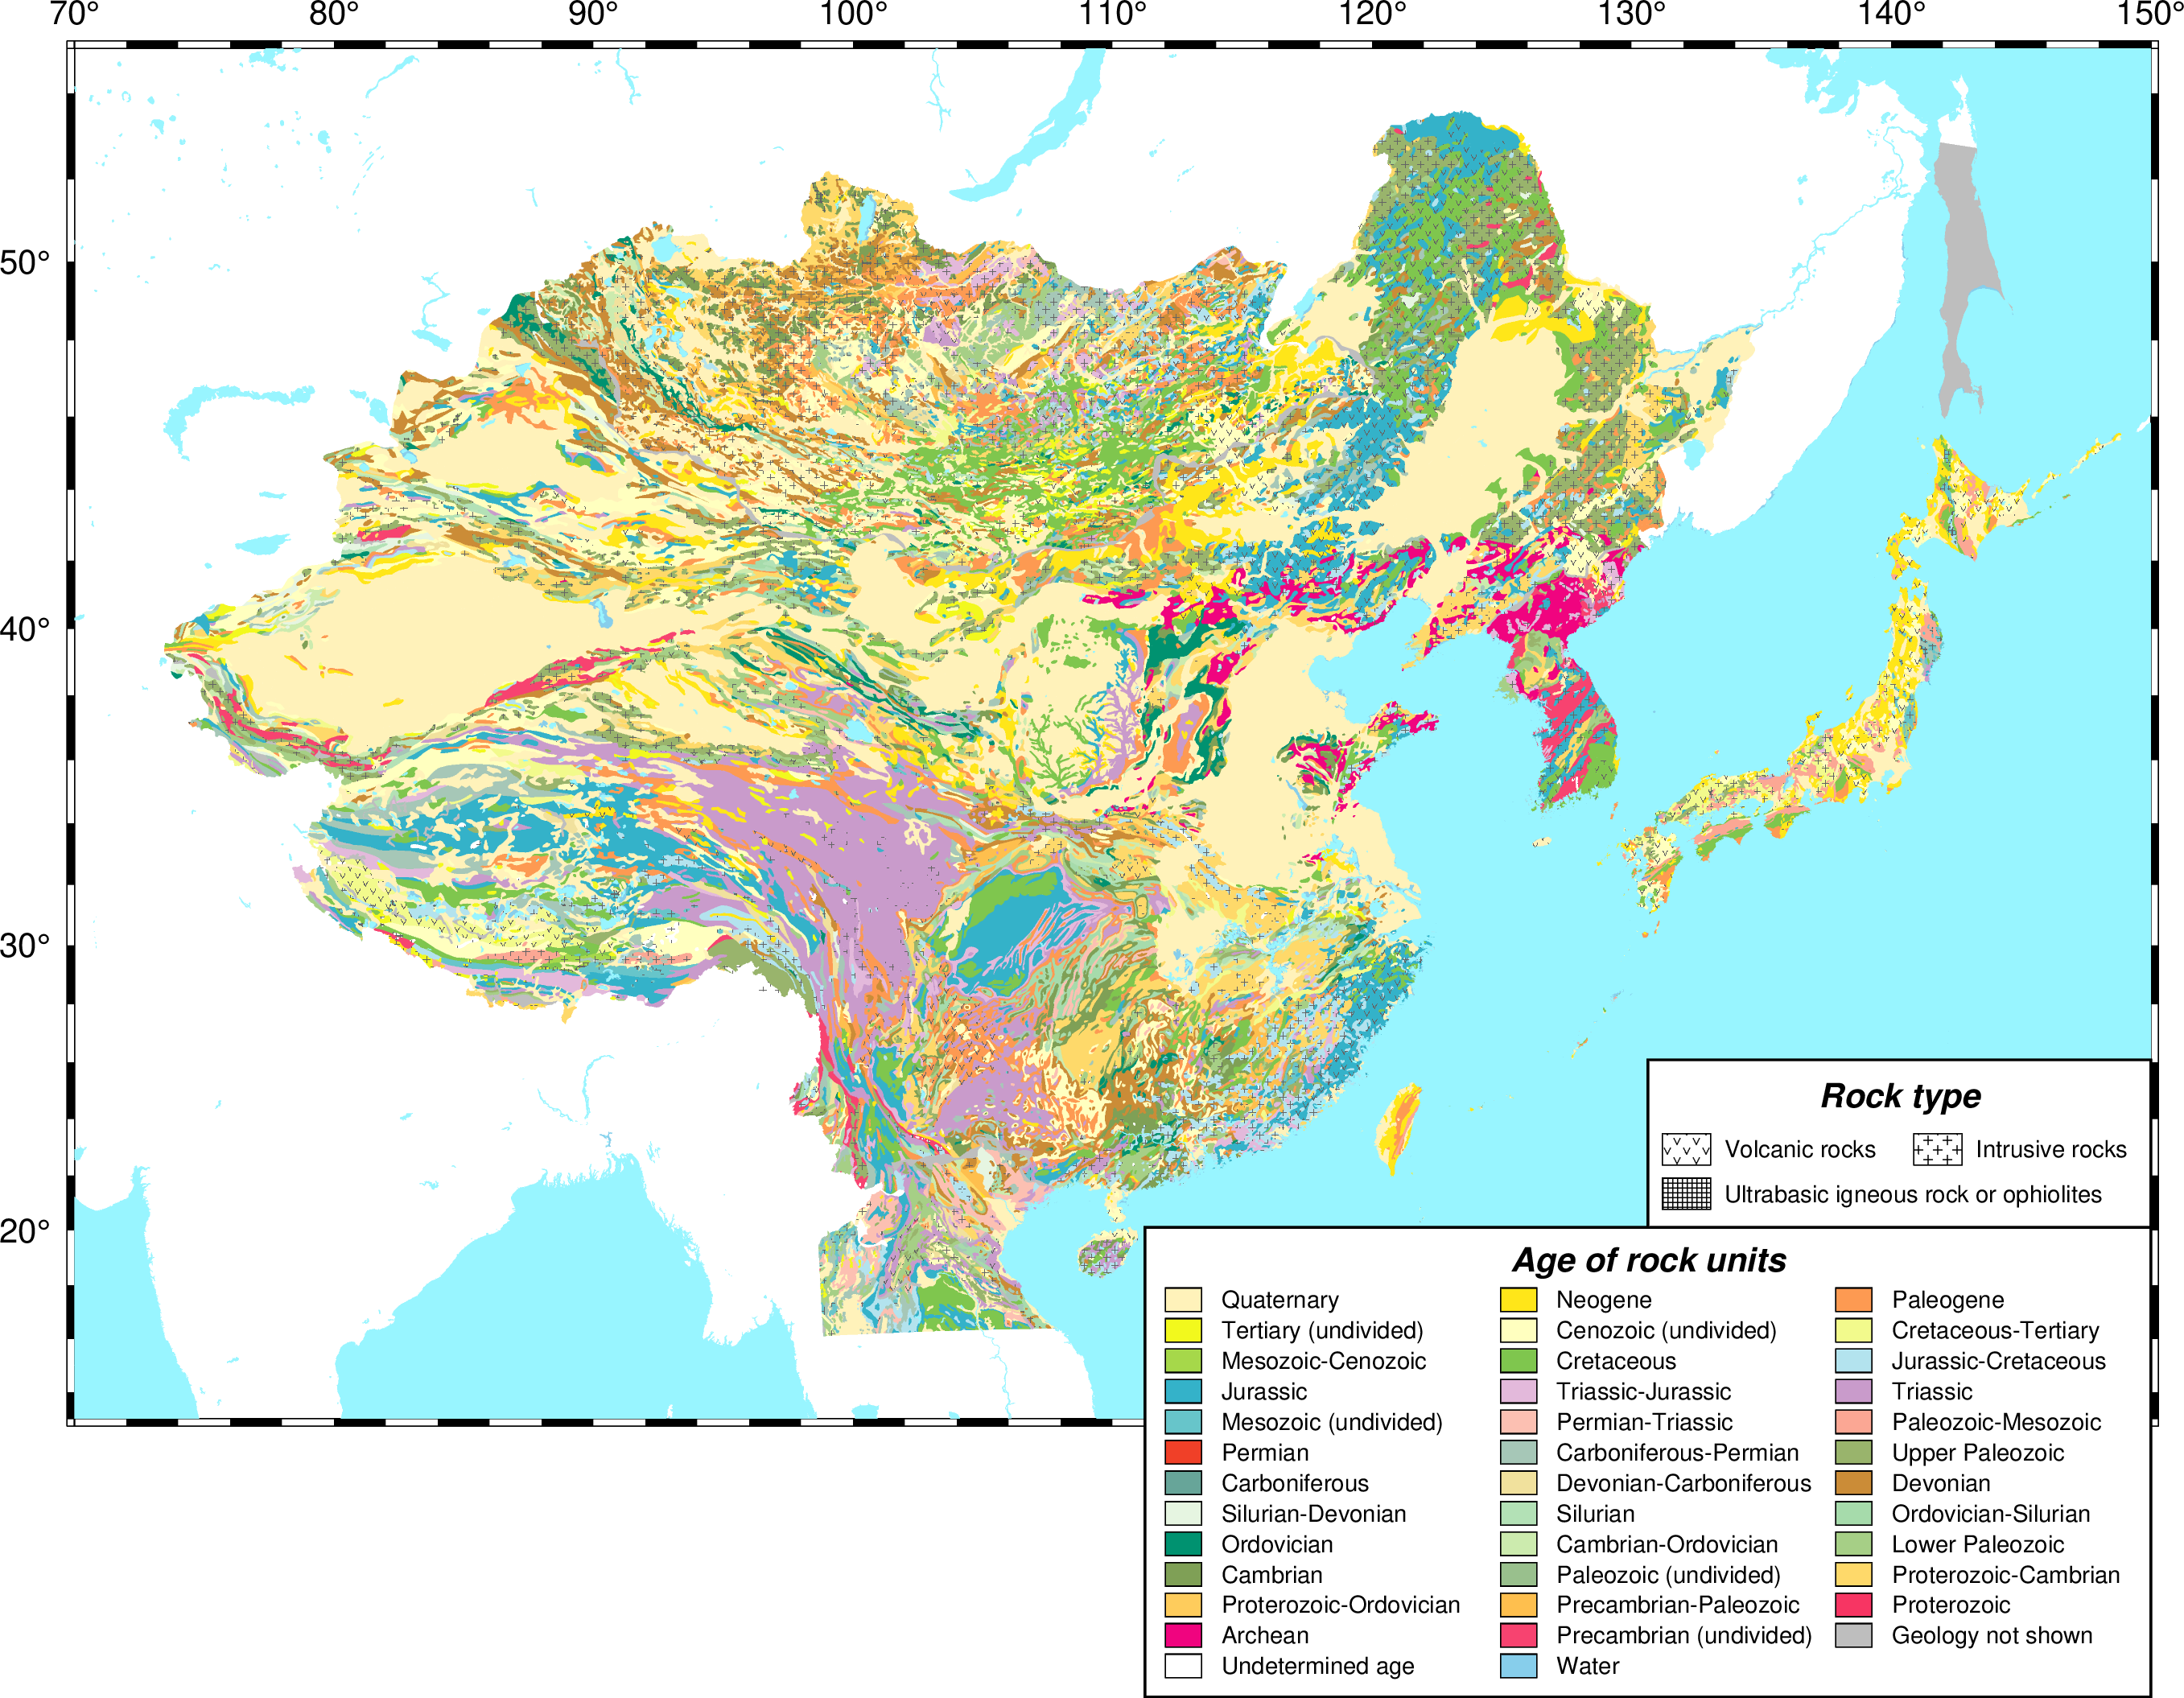 70° 80° 90° 100° 110° 120° 130° 140° 150°
50°
40°
30°
20°
Rock type
Volcanic rocks Intrusive rocks
Ultrabasic igneous rock or ophiolites
Age of rock units
Quaternary Neogene Paleogene
Tertiary (undivided) Cenozoic (undivided) Cretaceous-Tertiary
Mesozoic-Cenozoic Cretaceous Jurassic-Cretaceous
Jurassic Triassic-Jurassic Triassic
Mesozoic (undivided) Permian-Triassic Paleozoic-Mesozoic
Permian Carboniferous-Permian Upper Paleozoic
Carboniferous Devonian-Carboniferous Devonian
Silurian-Devonian Silurian Ordovician-Silurian
Ordovician Cambrian-Ordovician Lower Paleozoic
Cambrian Paleozoic (undivided) Proterozoic-Cambrian
Proterozoic-Ordovician Precambrian-Paleozoic Proterozoic
Archean Precambrian (undivided) Geology not shown
Undetermined age Water